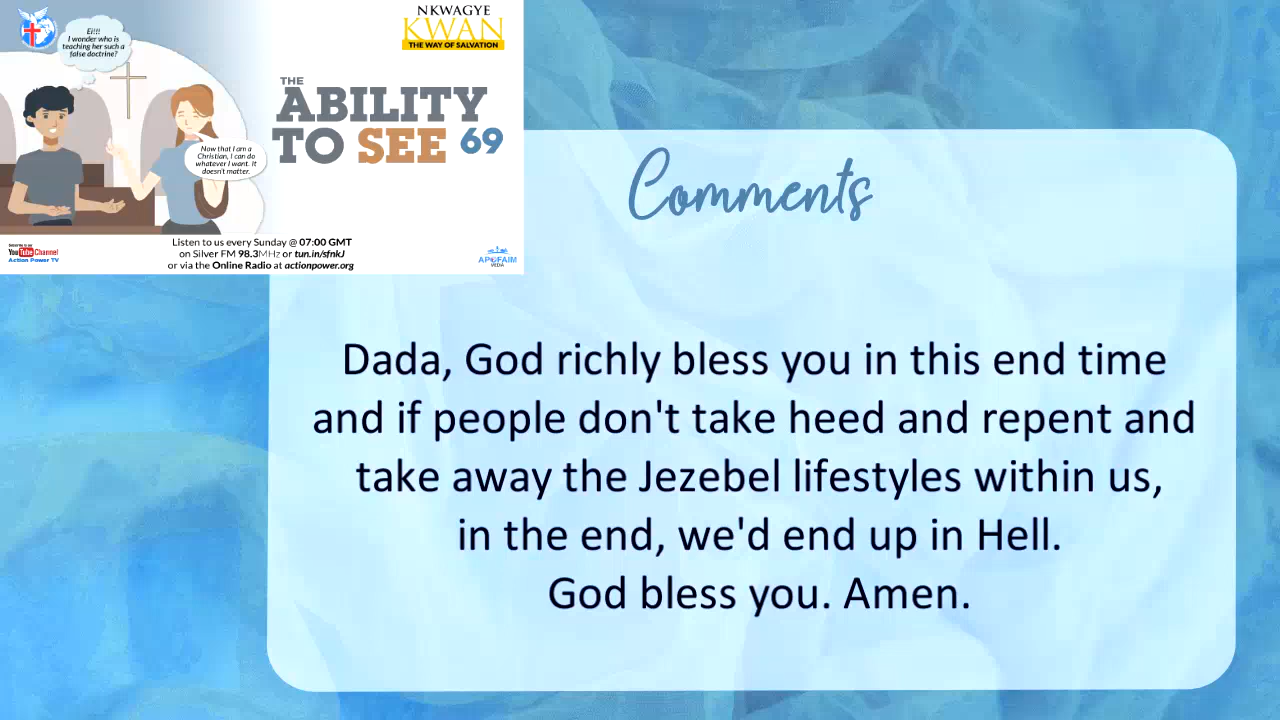 Ei!!!
I wonder who is
teaching her such a
false doctrine?
NKWAGYE
KWAN
THE WAY OF SALVATION
THE
ABILITY
TO SEE 69
Now that I am a
Christian, I can do
whatever I want. It
doesn't matter.
Listen to us every Sunday @ 07:00 GMT
on Silver FM 98.3MHz or tun.in/sfnkJ
or via the Online Radio at actionpower.org
YouTube Channel
Action Power TV
APOFAIM
MEDIA
Comments
Dada, God richly bless you in this end time
and if people don't take heed and repent and
take away the Jezebel lifestyles within us,
in the end, we'd end up in Hell.
God bless you. Amen.